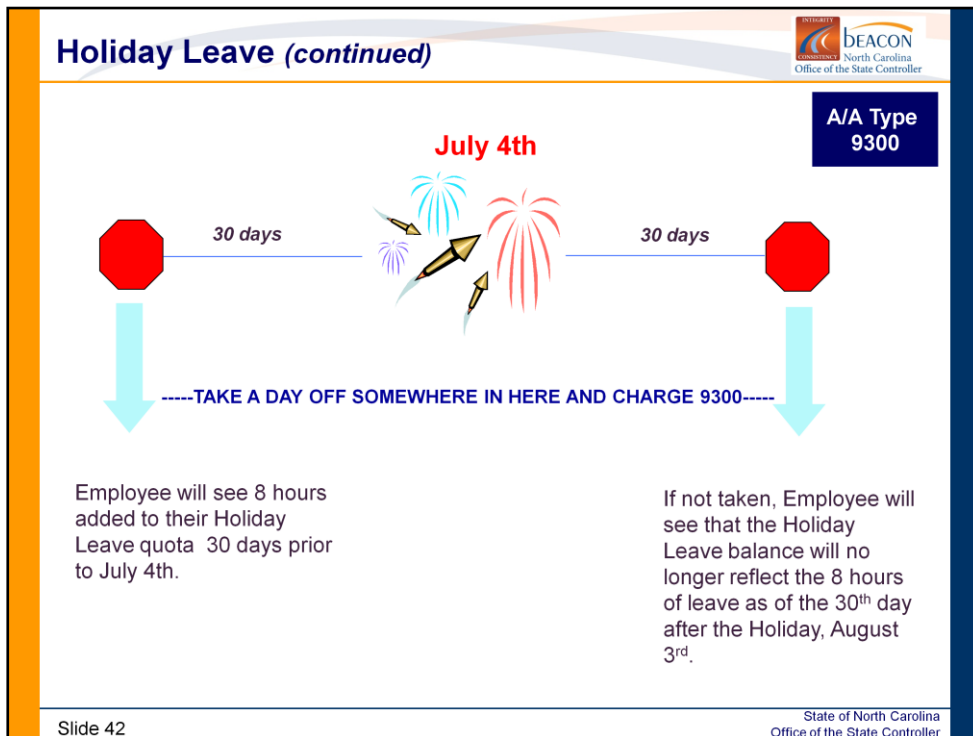 Holiday Leave (continued)
INTEGRITY
CONSISTENCY
bEACON
North Carolina
Office of the State Controller
A/A Type
9300
July 4th
30 days
30 days
-----TAKE A DAY OFF SOMEWHERE IN HERE AND CHARGE 9300-----
Employee will see 8 hours
added to their Holiday
Leave quota 30 days prior
to July 4th.
If not taken, Employee will
see that the Holiday
Leave balance will no
longer reflect the 8 hours
of leave as of the 30th day
after the Holiday, August
3rd.
Slide 42
State of North Carolina
Office of the State Controller